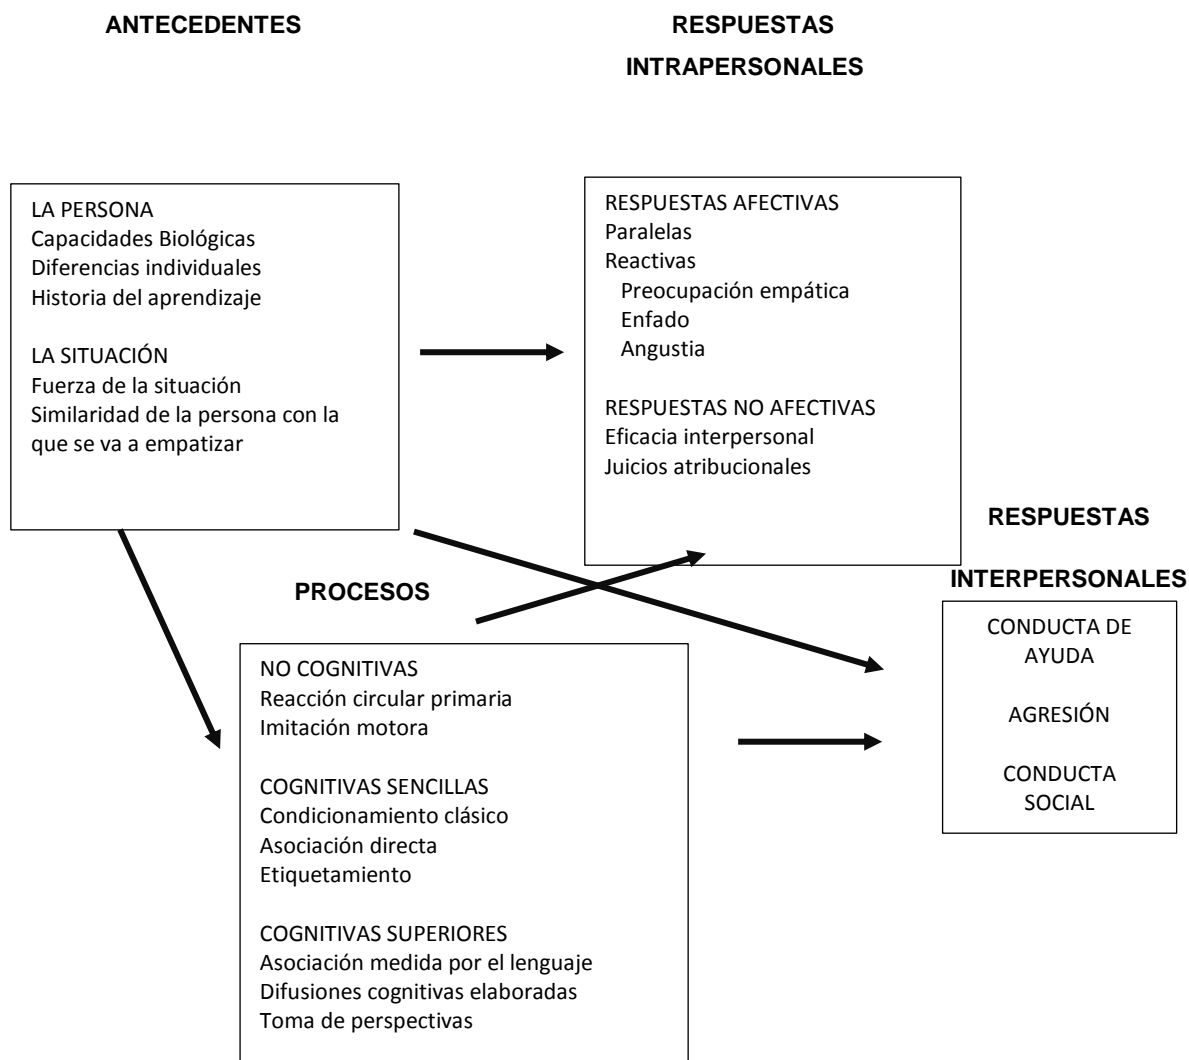 ANTECEDENTES
RESPUESTAS
INTRAPERSONALES
LA PERSONA
Capacidades Biológicas
Diferencias individuales
Historia del aprendizaje
LA SITUACIÓN
Fuerza de la situación
Similaridad de la persona con la
que se va a empatizar
RESPUESTAS AFECTIVAS
Paralelas
Reactivas
Preocupación empática
Enfado
Angustia
RESPUESTAS NO AFECTIVAS
Eficacia interpersonal
Juicios atribucionales
RESPUESTAS
INTERPERSONALES
PROCESOS
NO COGNITIVAS
Reacción circular primaria
Imitación motora
COGNITIVAS SENCILLAS
Condicionamiento clásico
Asociación directa
Etiquetamiento
COGNITIVAS SUPERIORES
Asociación medida por el lenguaje
Difusiones cognitivas elaboradas
Toma de perspectivas
CONDUCTA DE
AYUDA
AGRESIÓN
CONDUCTA
SOCIAL